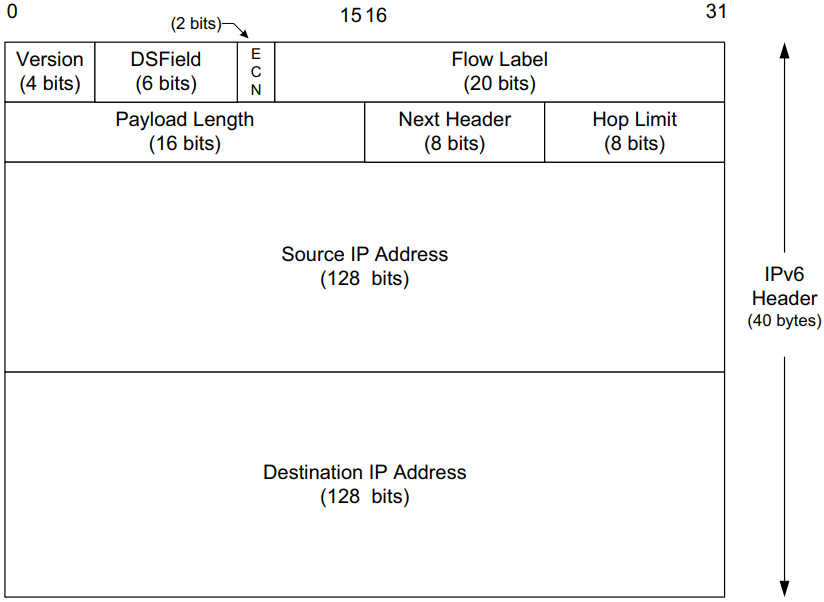 0
(2 bits)
15 16
31
Version
(4 bits)
DSField
(6 bits)
E
C
N
Flow Label
(20 bits)
Payload Length
(16 bits)
Next Header
(8 bits)
Hop Limit
(8 bits)
Source IP Address
(128 bits)
IPv6
Header
(40 bytes)
Destination IP Address
(128 bits)